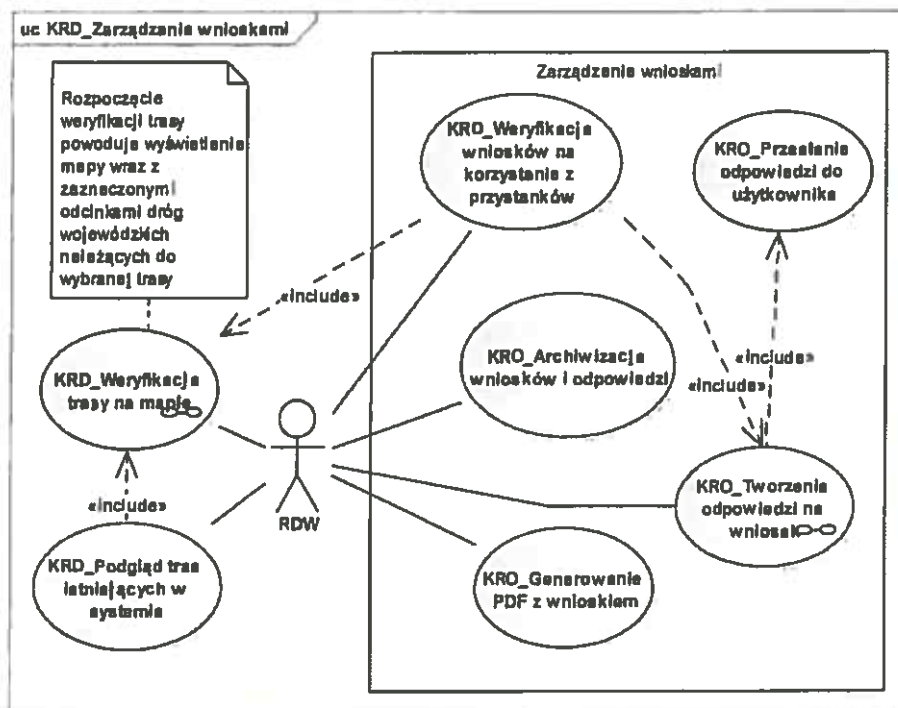 uc KRD_Zarządzanie wnioskami
Rozpoczęcie
weryfikacji trasy
powoduje wyświetlenie
mapy wraz z
zaznaczonymi
odcinkami dróg
wojewódzkich
należących do
wybranej trasy
Zarządzanie wnioskami
KRO_Weryfikacja
wniosków na
korzystanie z
przystanków
KRO_Przesłanie
odpowiedzi do
użytkownika
«include»
KRO_Archiwizacja
wniosków i odpowiedzi
«include»
«include»
KRD_Weryfikacja
trasy na mapie
RDW
KRO_Tworzenie
odpowiedzi na
wniosek
«include»
KRD_Podgląd tras
istniejących w
systemie
KRO_Generowanie
PDF z wnioskiem